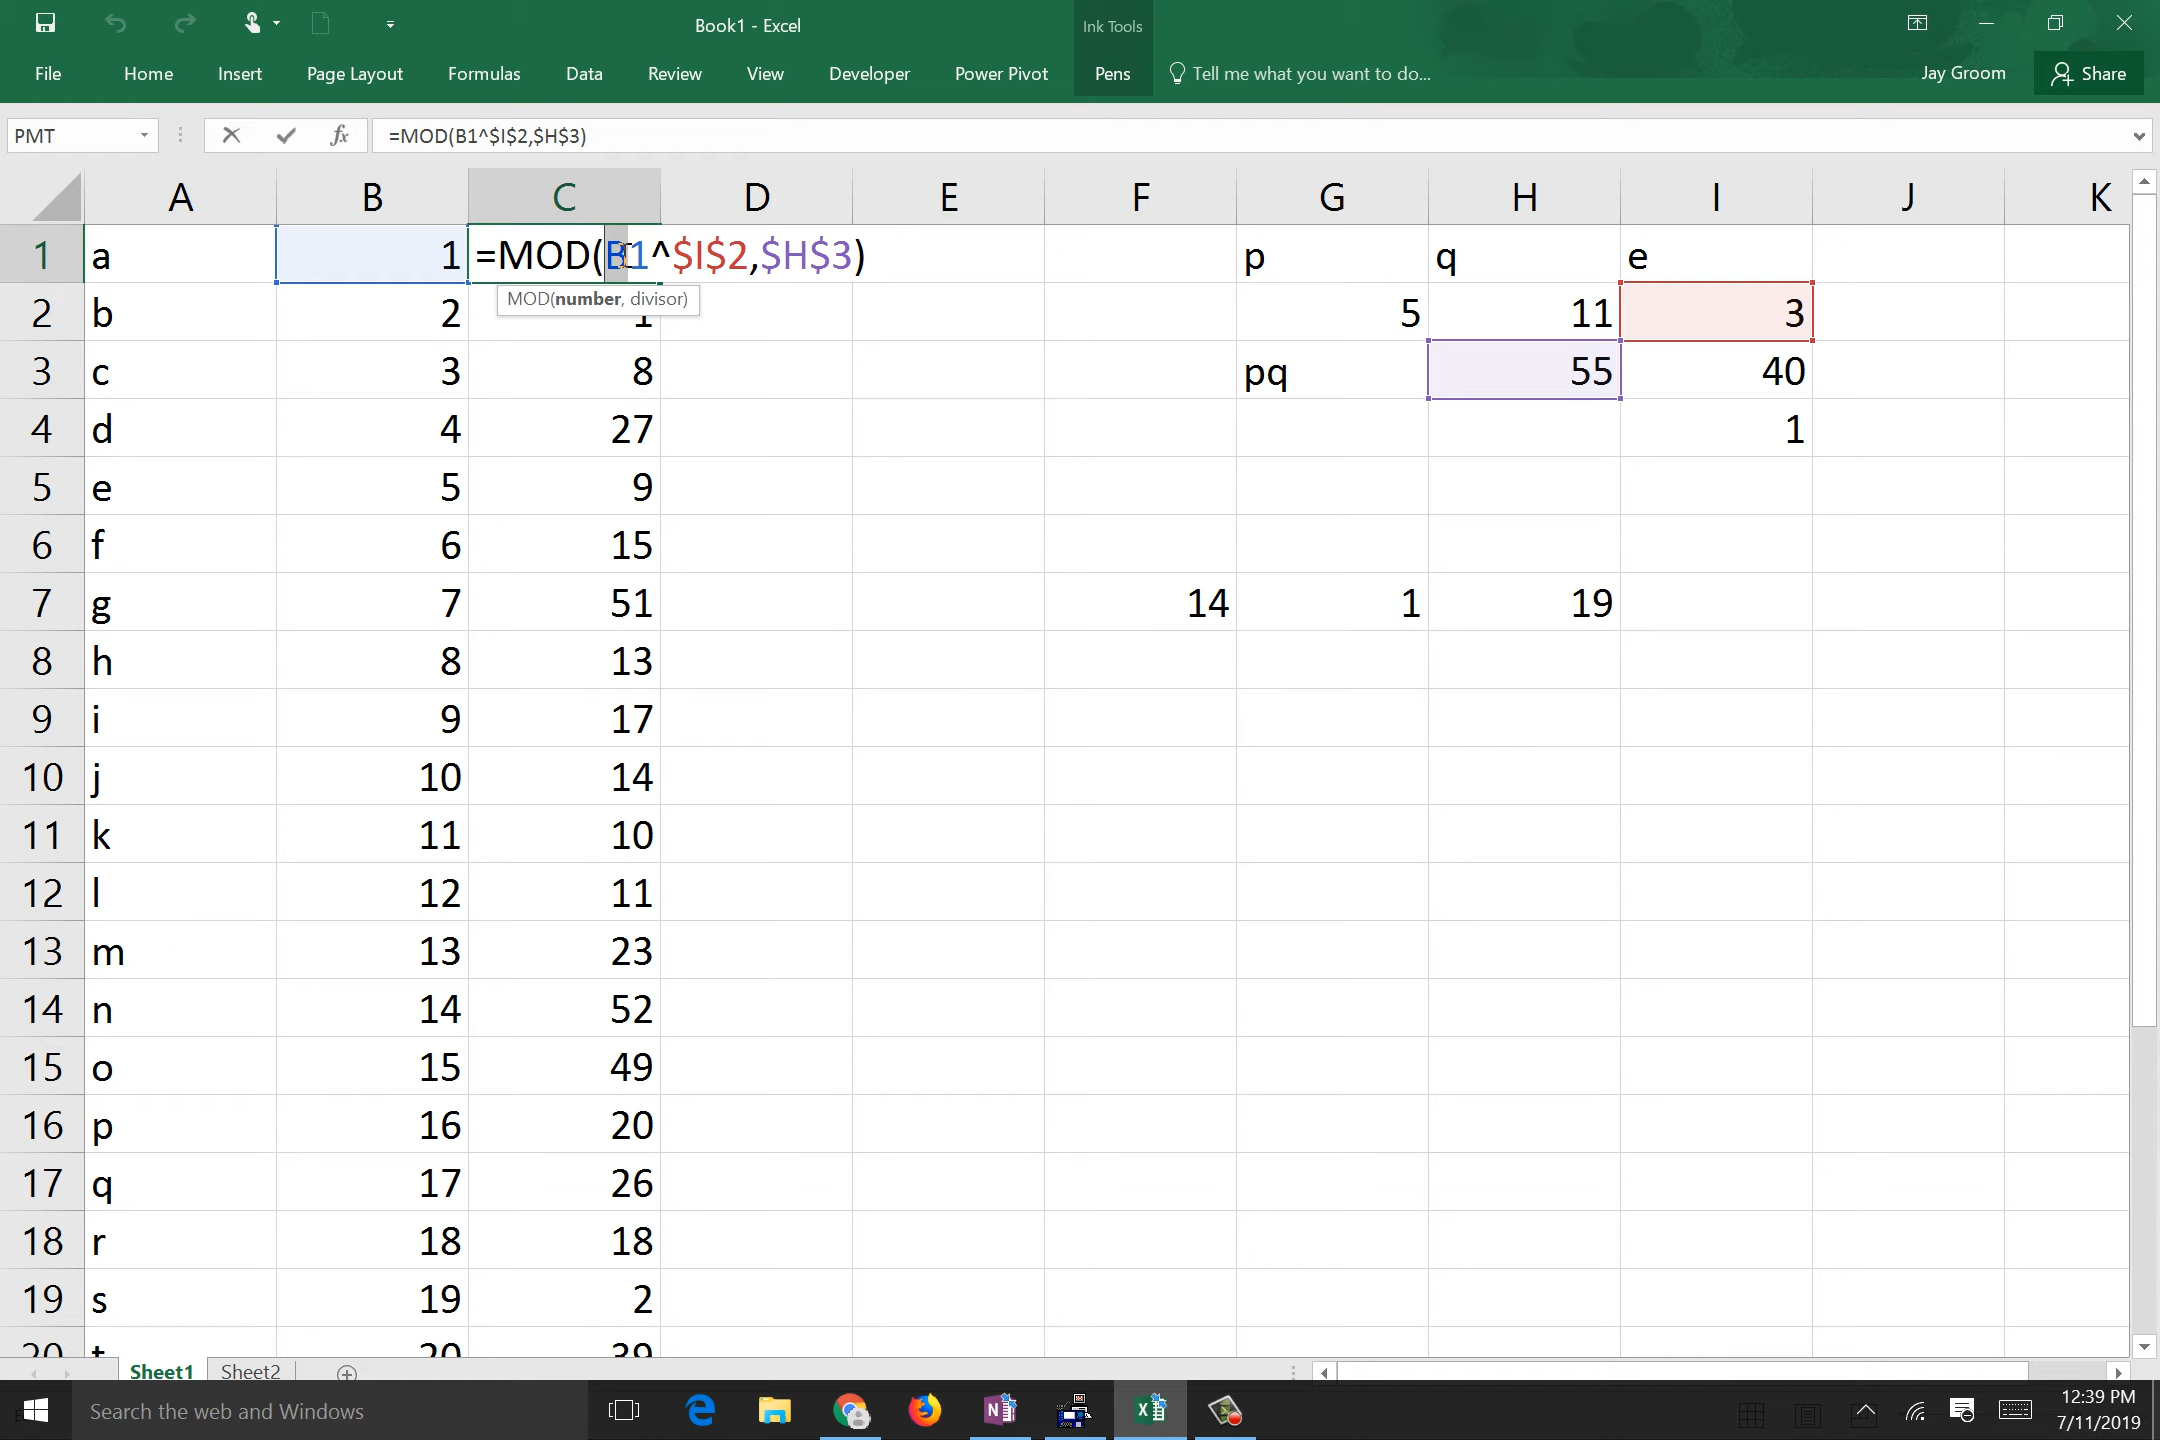 Book1 - Excel
Ink Tools
File Home Insert Page Layout Formulas Data Review View Developer Power Pivot Pens Tell me what you want to do... Jay Groom Share
PMT fx =MOD(B1^$I$2,$H$3)
A B C D E F G H I J K
1 a 1 =MOD(B1^$I$2,$H$3) p q e
MOD(number, divisor)
2 b 2 1 5 11 3
3 c 3 8 pq 55 40
4 d 4 27 1
5 e 5 9
6 f 6 15
7 g 7 51 14 1 19
8 h 8 13
9 i 9 17
10 j 10 14
11 k 11 10
12 l 12 11
13 m 13 23
14 n 14 52
15 o 15 49
16 p 16 20
17 q 17 26
18 r 18 18
19 s 19 2
20 t 20 39
Sheet1 Sheet2
Search the web and Windows
12:39 PM
7/11/2019